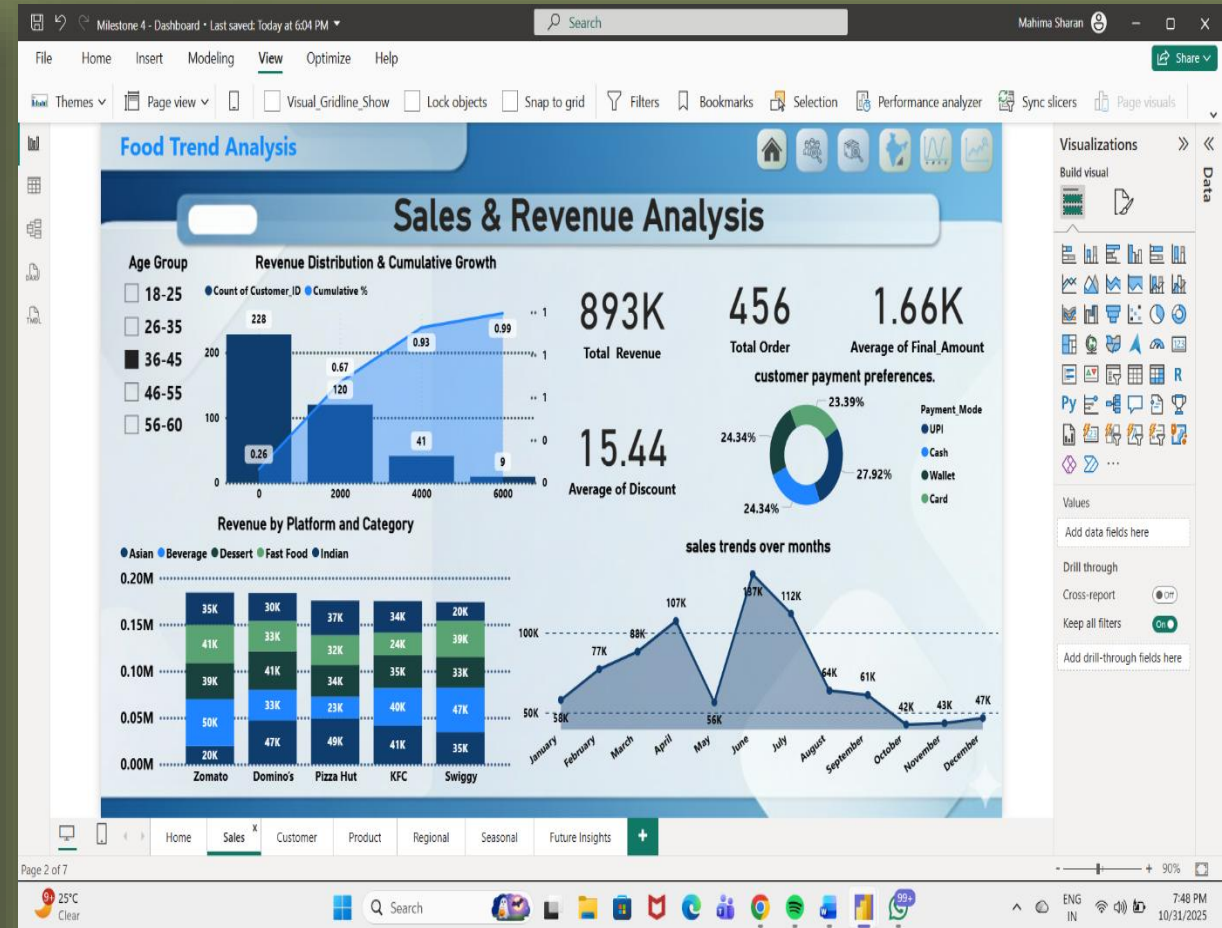 Milestone 4 - Dashboard • Last saved: Today at 6:04 PM
Search
Mahima Sharan
File Home Insert Modeling View Optimize Help
Share
Themes Page view Visual_Gridline_Show Lock objects Snap to grid Filters Bookmarks Selection Performance analyzer Sync slicers Page visuals
Food Trend Analysis
Sales & Revenue Analysis
Age Group
18-25
26-35
36-45
46-55
56-60
Revenue Distribution & Cumulative Growth
Count of Customer_ID Cumulative %
228
0.99
1
0.93
200
1
0.67
120
1
100
41
0
0.26
9
0
0
0 2000 4000 6000
893K
Total Revenue
456
Total Order
1.66K
Average of Final_Amount
15.44
Average of Discount
customer payment preferences.
23.39%
24.34%
27.92%
24.34%
Payment_Mode
UPI
Cash
Wallet
Card
Revenue by Platform and Category
Asian Beverage Dessert Fast Food Indian
0.20M
0.15M
0.10M
0.05M
0.00M
35K 30K 37K 34K 20K
41K 33K 32K 24K 39K
39K 41K 34K 35K 33K
50K 33K 23K 40K 47K
20K 47K 49K 41K 35K
Zomato Domino's Pizza Hut KFC Swiggy
sales trends over months
100K
50K
58K 77K 88K 107K 56K 137K 112K 64K 61K 42K 43K 47K
January February March April May June July August September October November December
Visualizations
Build visual
Data
123
R
Py
Values
Add data fields here
Drill through
Cross-report Off
Keep all filters On
Add drill-through fields here
DAX
TMDL
Home Sales x Customer Product Regional Seasonal Future Insights +
Page 2 of 7
- + 90%
9+
25°C
Clear
Search
99+
ENG
IN
7:48 PM
10/31/2025